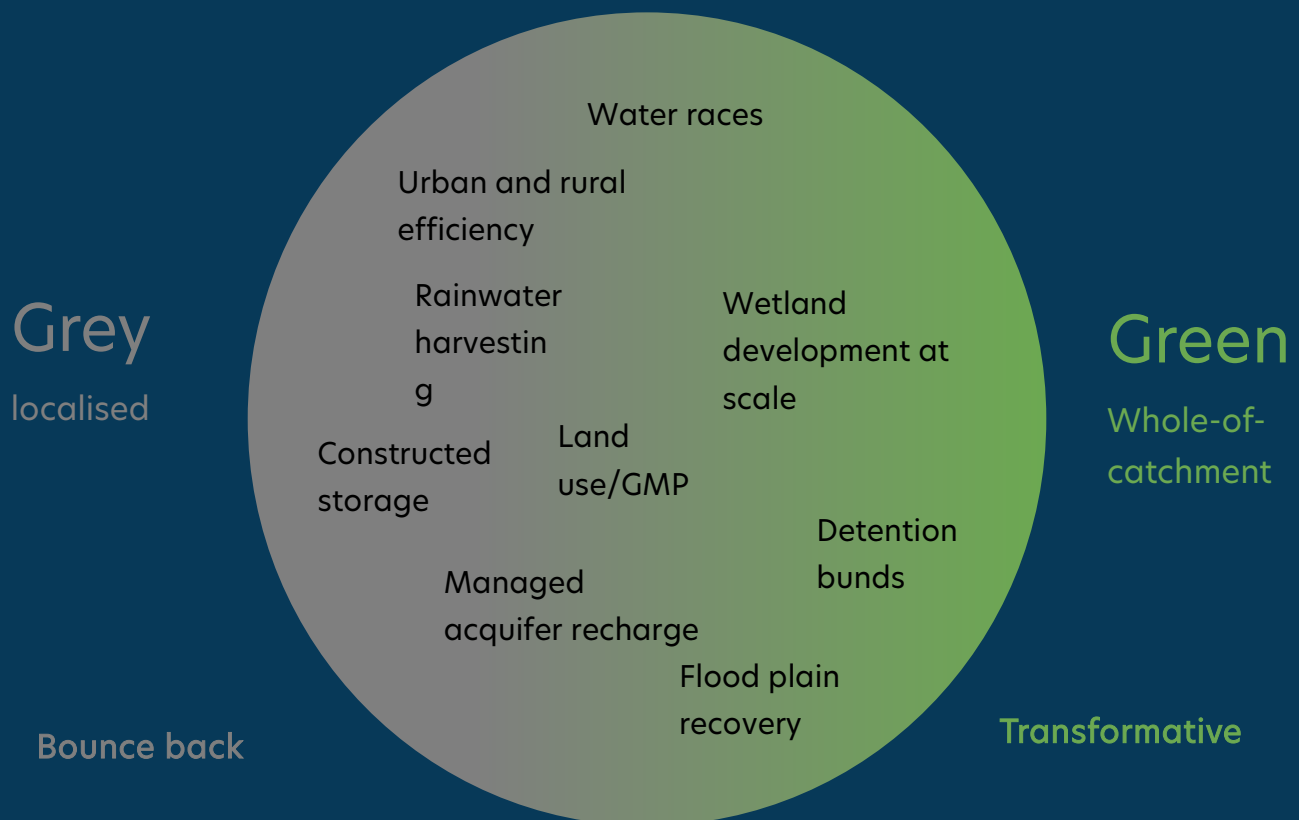 Water races
Urban and rural
efficiency
Rainwater
harvestin
g
Wetland
development at
scale
Grey
localised
Green
Whole-of-
catchment
Constructed
storage
Land
use/GMP
Detention
bunds
Managed
acquifer recharge
Flood plain
recovery
Bounce back
Transformative